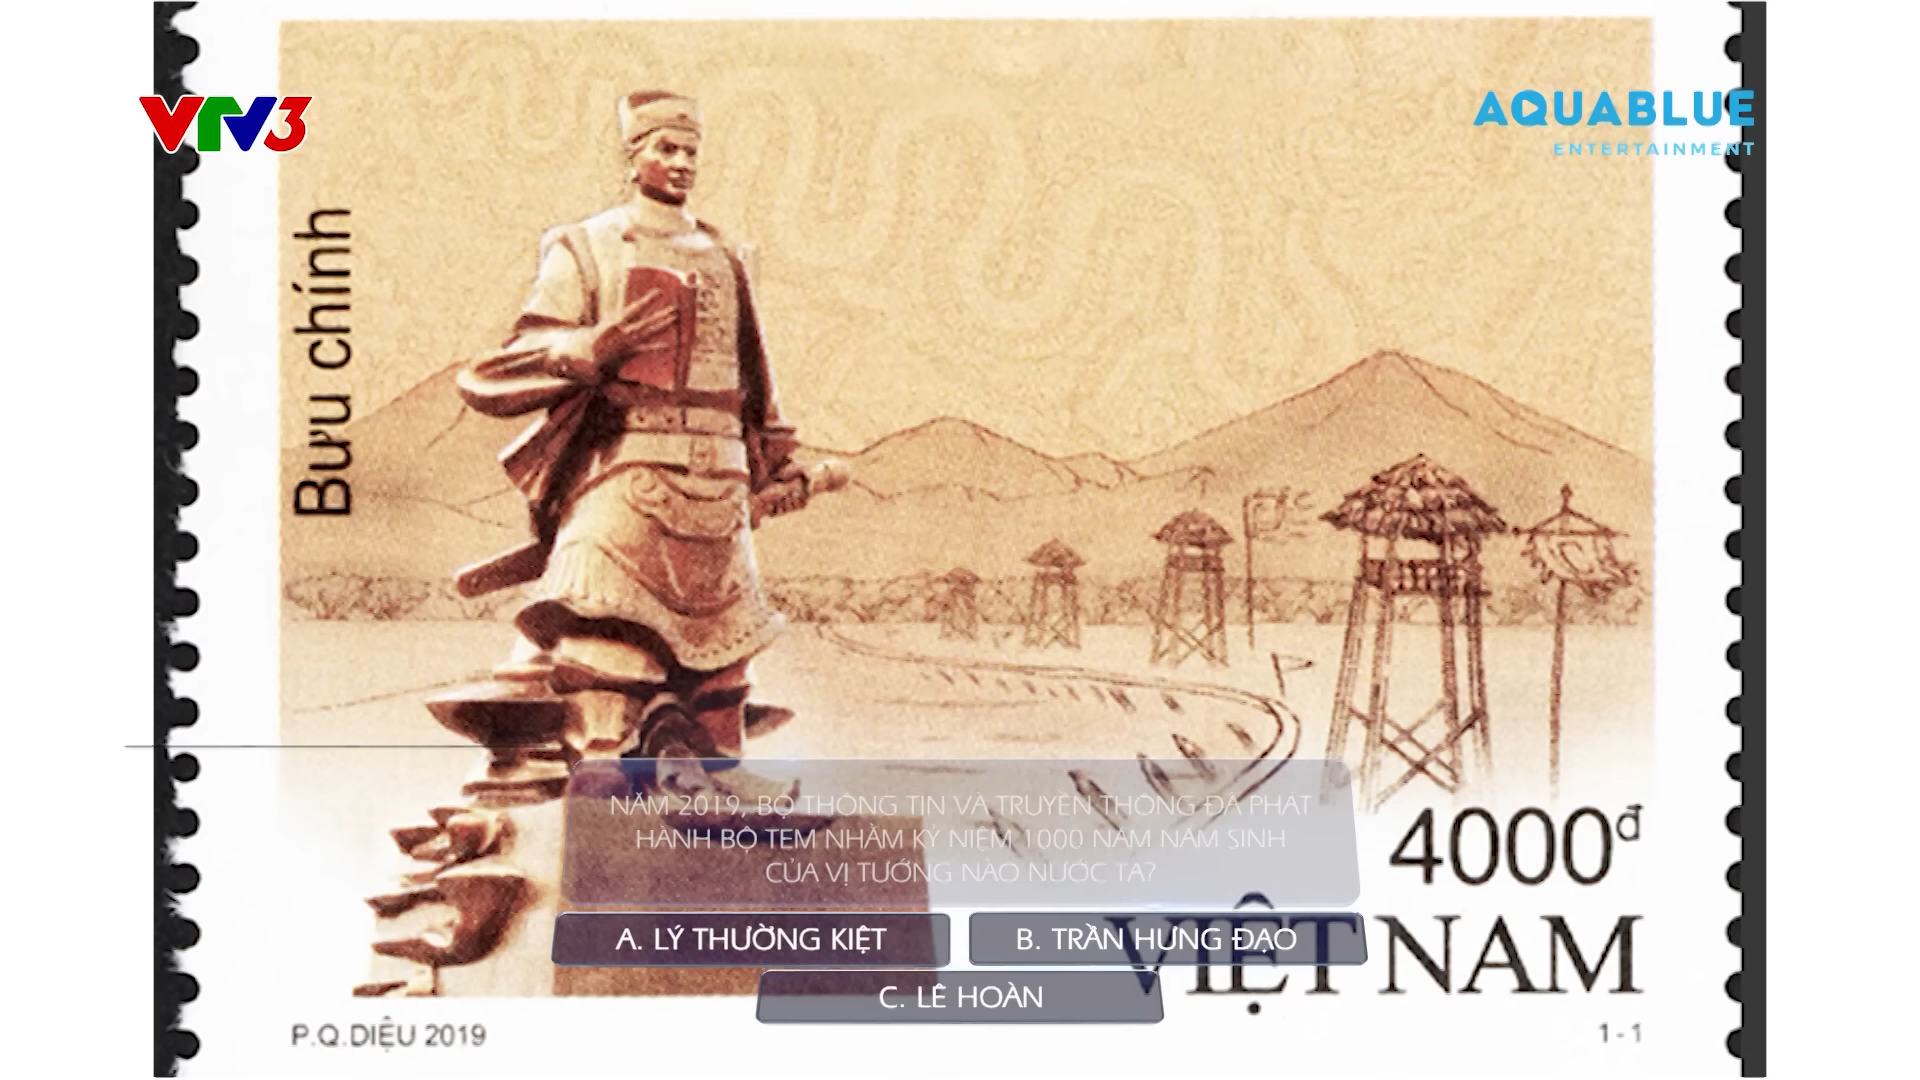 VTV3
AQUABLUE
ENTERTAINMENT
Bưu chính
NĂM 2019, BỘ THÔNG TIN VÀ TRUYỀN THÔNG ĐÃ PHÁT
HÀNH BỘ TEM NHẰM KỶ NIỆM 1000 NĂM NĂM SINH
CỦA VỊ TƯỚNG NÀO NƯỚC TA?
A. LÝ THƯỜNG KIỆT
B. TRẦN HƯNG ĐẠO
C. LÊ HOÀN
4000đ
VIỆT NAM
P.Q.DIỆU 2019
1 - 1